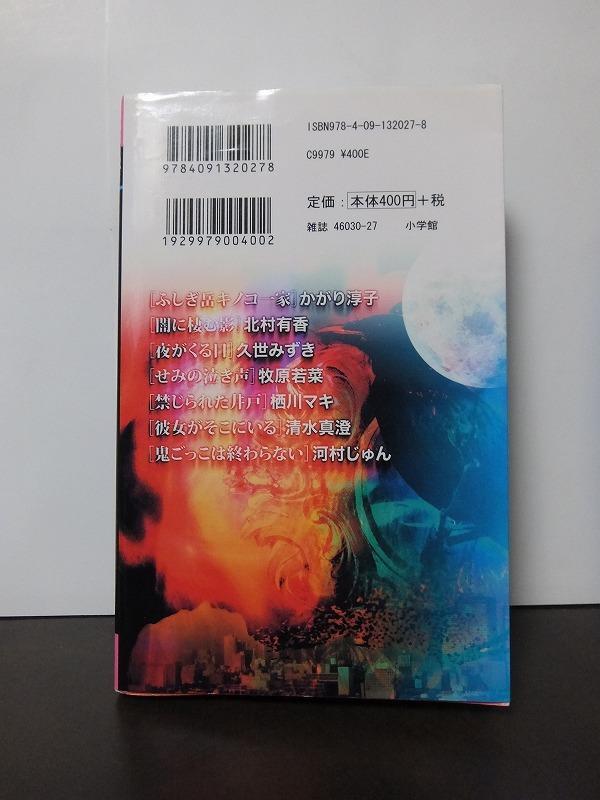 ISBN978-4-09-132027-8
9784091320278
C9979 ¥400E
定価：本体400円+税
1929979004002
雑誌 46030-27 小学館
［ふしぎ缶キノコ一家］かがり淳子
［闇に棲む影］北村有香
［夜がくる日］久世みずき
［せみの泣き声］牧原若菜
［禁じられた井戸］栖川マキ
［彼女がそこにいる］清水真澄
［鬼ごっこは終わらない］河村じゅん